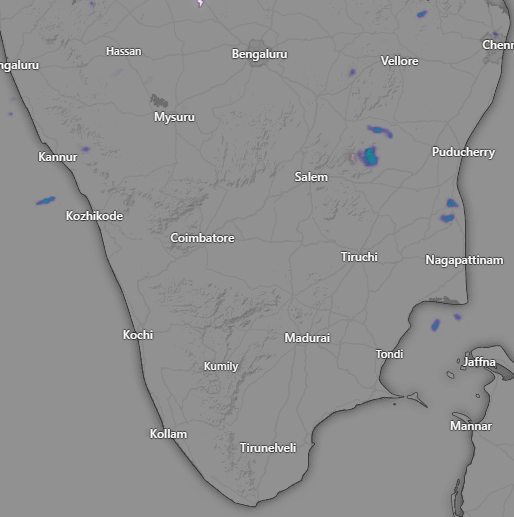 Chenn
Hassan
Bengaluru
Vellore
ngaluru
Mysuru
Puducherry
Kannur
Salem
Kozhikode
Coimbatore
Tiruchi
Nagapattinam
Kochi
Madurai
Tondi
Jaffna
Kumily
Mannar
Kollam
Tirunelveli